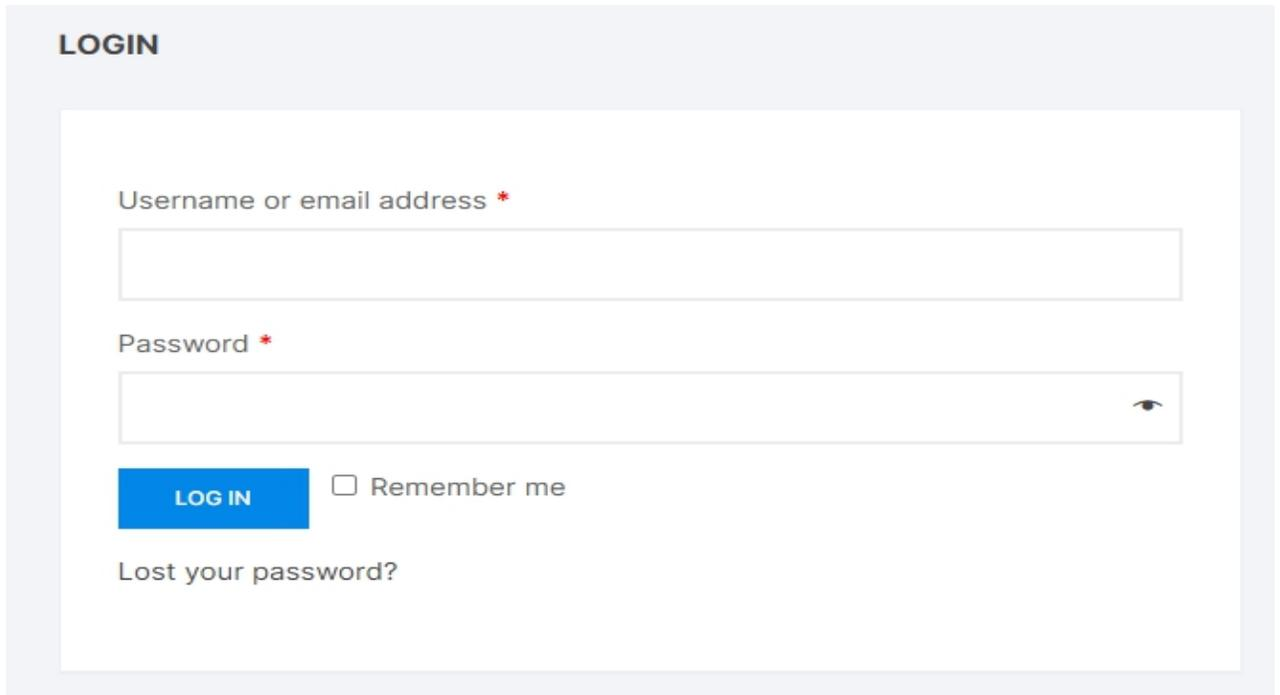 LOGIN
Username or email address *
Password *
LOG IN
Remember me
Lost your password?